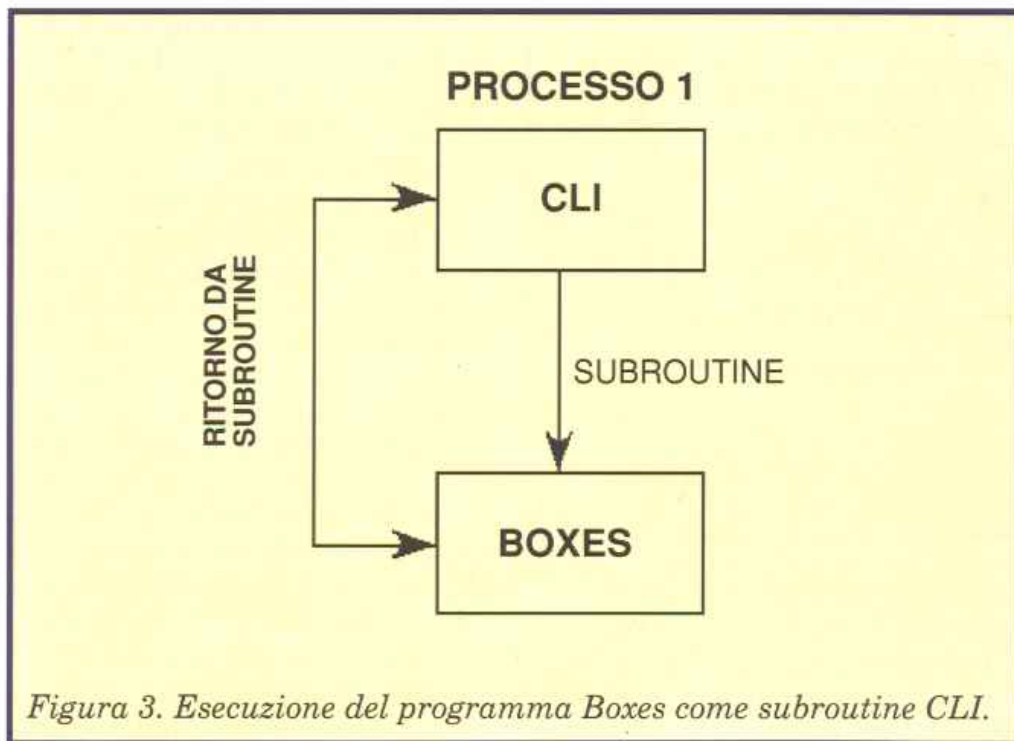 PROCESSO 1
CLI
RITORNO DA
SUBROUTINE
SUBROUTINE
BOXES
Figura 3. Esecuzione del programma Boxes come subroutine CLI.